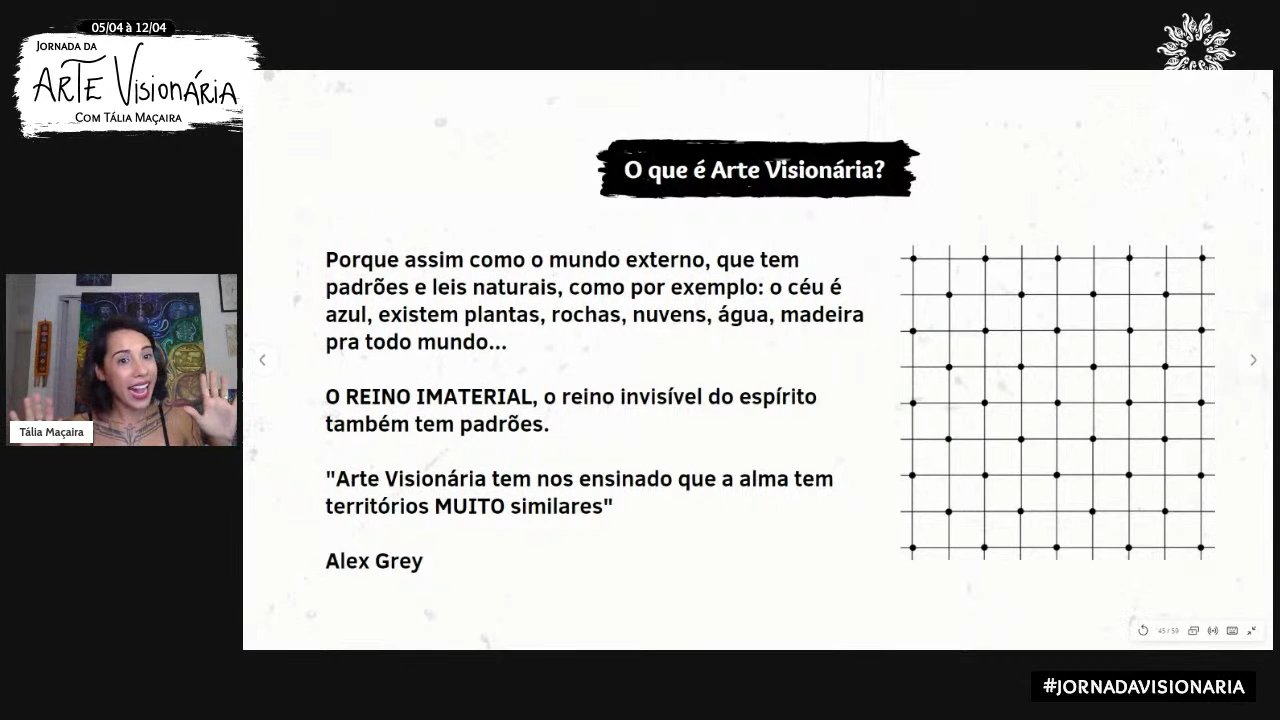 05/04 à 12/04
JORNADA DA
ARTE VISIONÁRIA
COM TÁLIA MAÇAIRA
O que é Arte Visionária?
Porque assim como o mundo externo, que tem
padrões e leis naturais, como por exemplo: o céu é
azul, existem plantas, rochas, nuvens, água, madeira
pra todo mundo...
O REINO IMATERIAL, o reino invisível do espírito
também tem padrões.
"Arte Visionária tem nos ensinado que a alma tem
territórios MUITO similares"
Alex Grey
Tália Maçaira
45 / 59
#JORNADAVISIONARIA